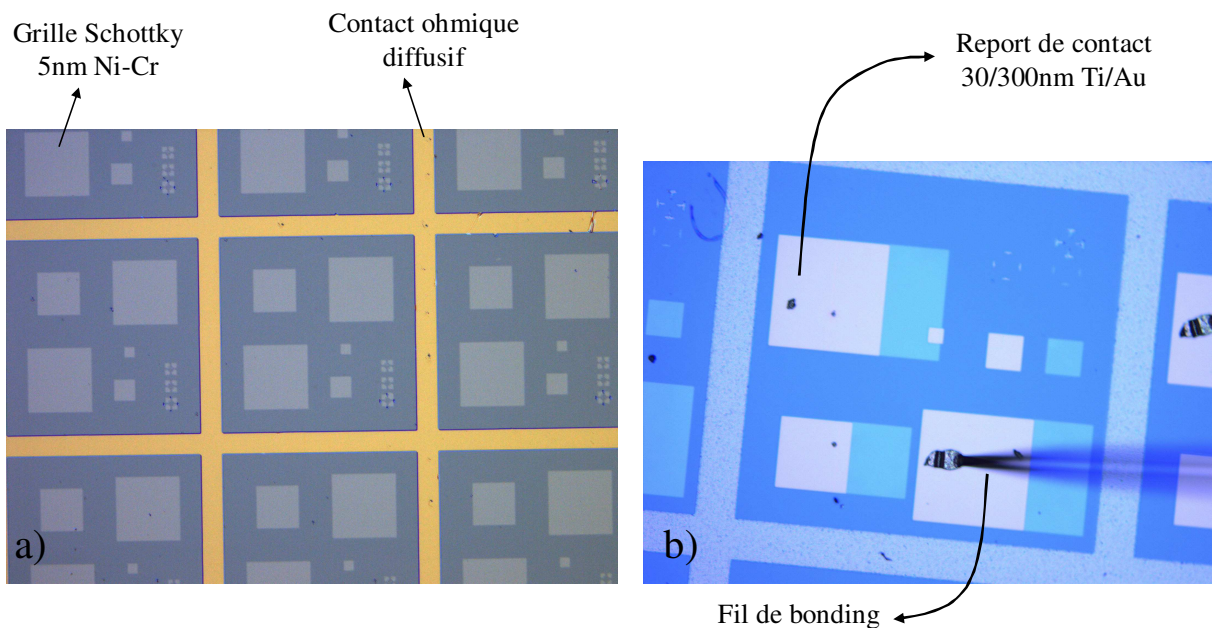 Grille Schottky
5nm Ni-Cr
Contact ohmique
diffusif
Report de contact
30/300nm Ti/Au
a)
b)
Fil de bonding